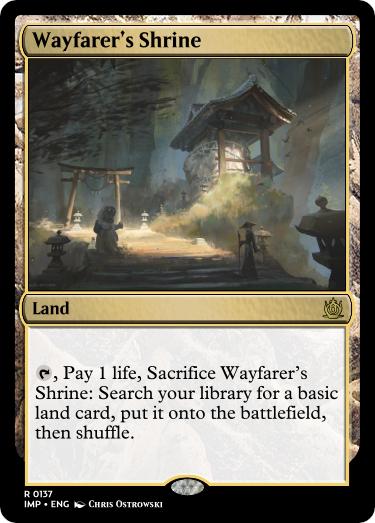 Wayfarer's Shrine
Land
, Pay 1 life, Sacrifice Wayfarer's
Shrine: Search your library for a basic
land card, put it onto the battlefield,
then shuffle.
R 0137
IMP • ENG Chris Ostrowski